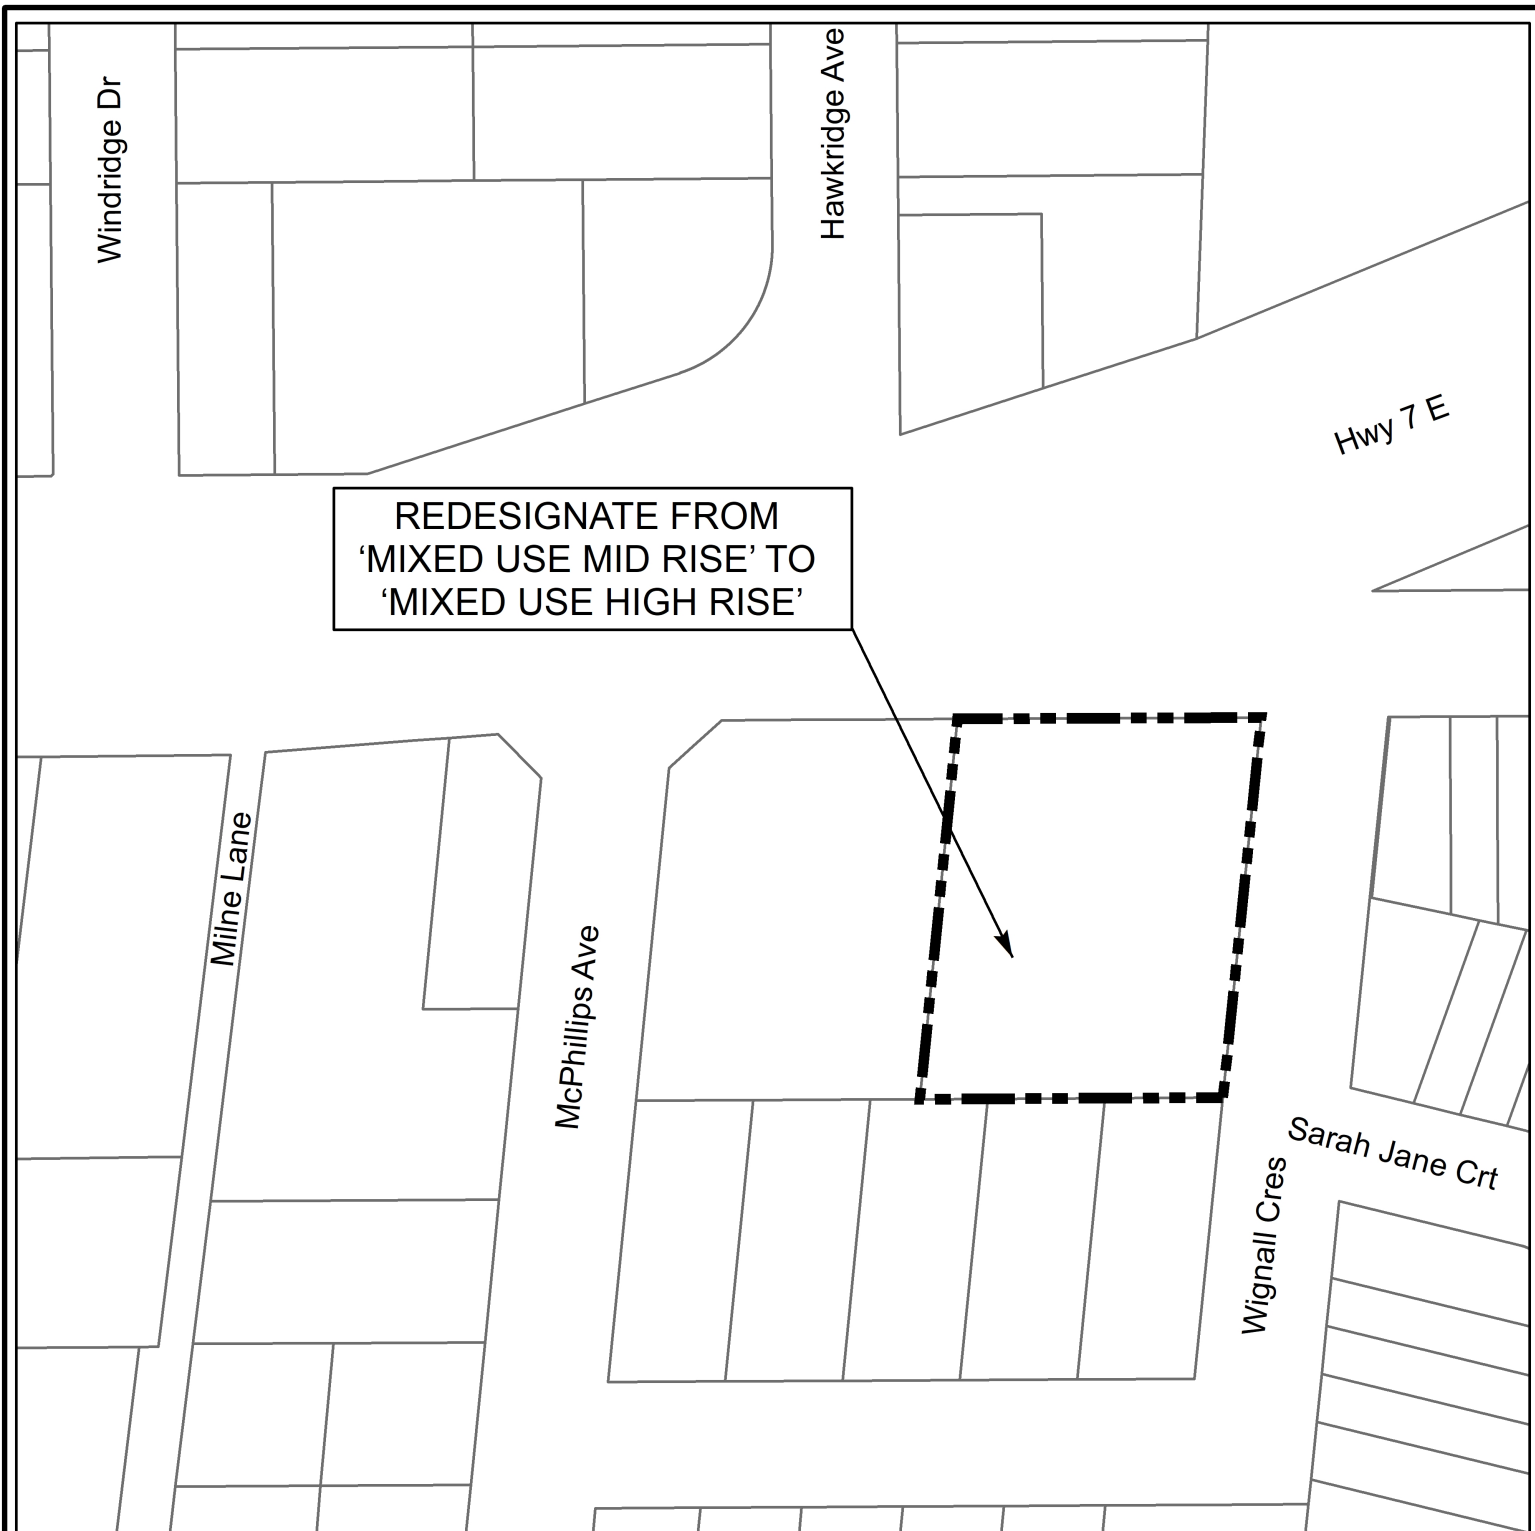 Windridge Dr
Hawkridge Ave
Hwy 7 E
REDESIGNATE FROM
‘MIXED USE MID RISE’ TO
‘MIXED USE HIGH RISE’
Milne Lane
McPhillips Ave
Sarah Jane Crt
Wignall Cres